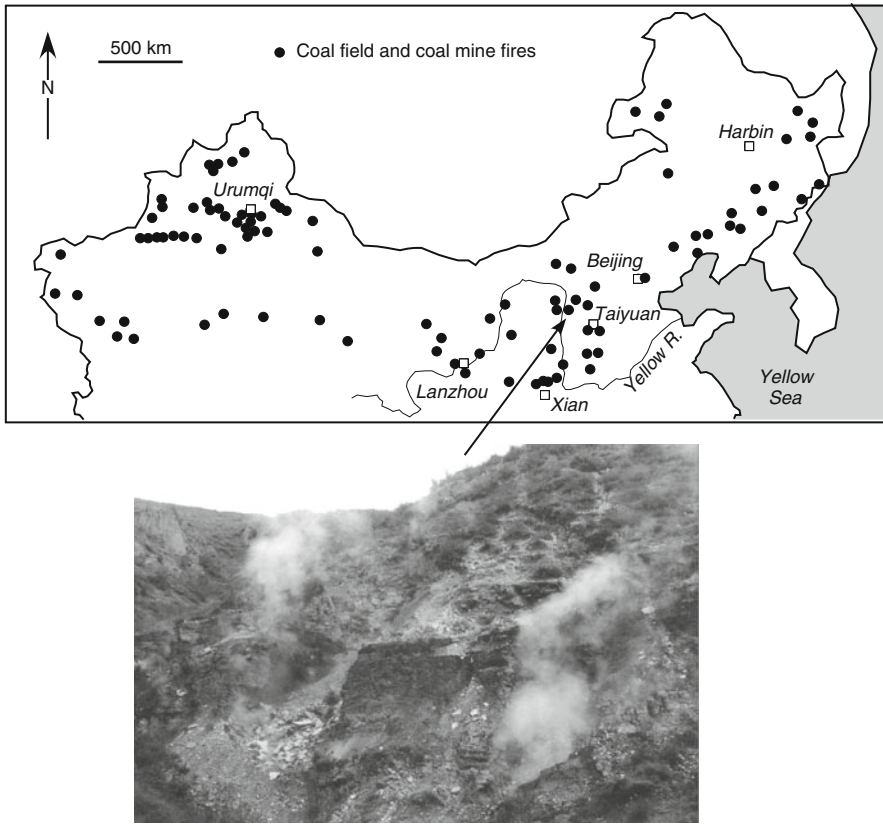 500 km
Coal field and coal mine fires
N
Harbin
Urumqi
Beijing
Taiyuan
Yellow R.
Lanzhou
Xian
Yellow
Sea